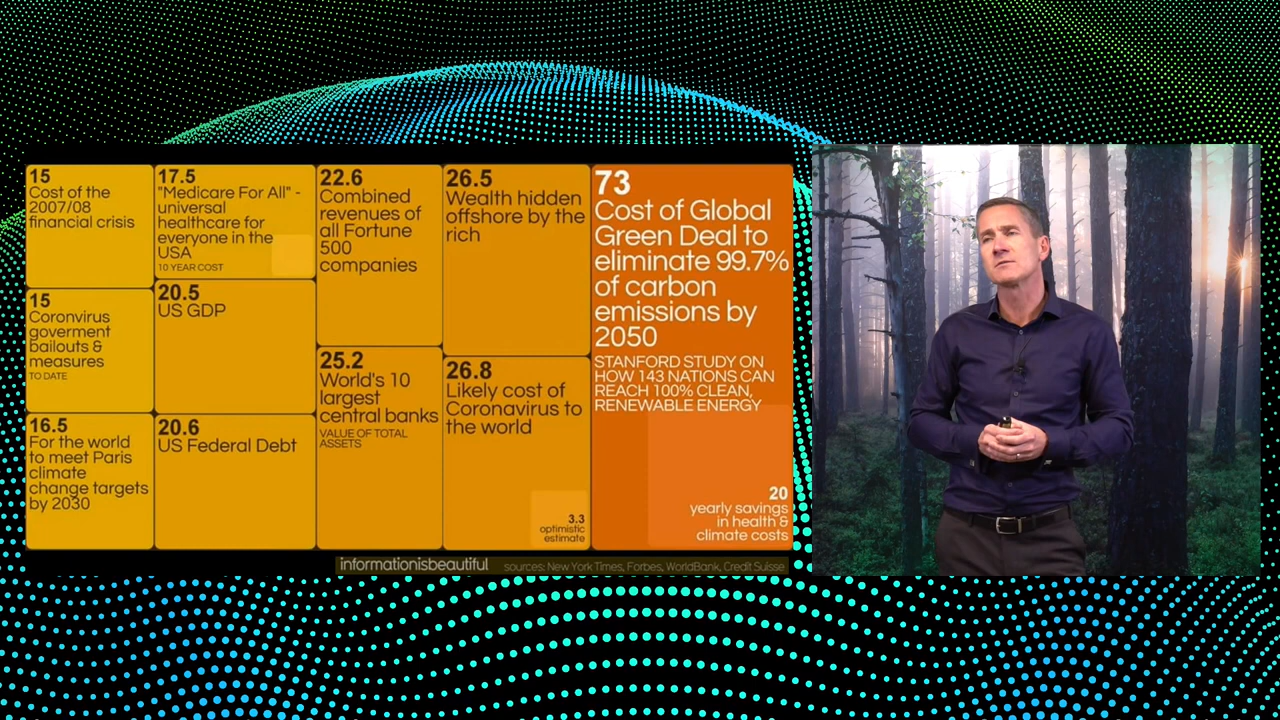 15
Cost of the
2007/08
financial crisis
15
Coronvirus
goverment
bailouts &
measures
TO DATE
16.5
For the world
to meet Paris
climate
change targets
by 2030
17.5
"Medicare For All" -
universal
healthcare for
everyone in the
USA
10 YEAR COST
20.5
US GDP
20.6
US Federal Debt
22.6
Combined
revenues of
all Fortune
500
companies
25.2
World's 10
largest
central banks
VALUE OF TOTAL
ASSETS
26.5
Wealth hidden
offshore by the
rich
26.8
Likely cost of
Coronavirus to
the world
3.3
optimistic
estimate
73
Cost of Global
Green Deal to
eliminate 99.7%
of carbon
emissions by
2050
STANFORD STUDY ON
HOW 143 NATIONS CAN
REACH 100% CLEAN,
RENEWABLE ENERGY
20
yearly savings
in health &
climate costs
informationisbeautiful
sources: New York Times, Forbes, WorldBank, Credit Suisse